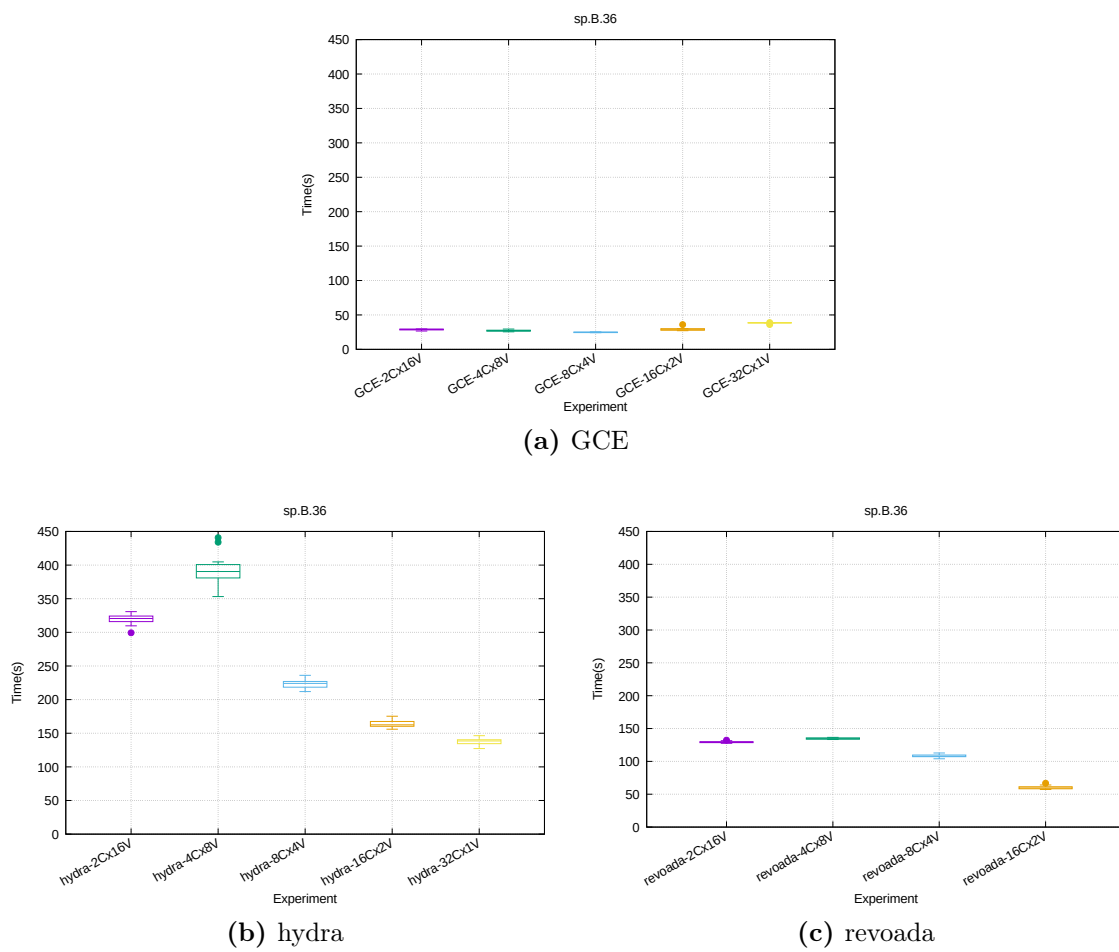 sp.B.36
450
400
350
300
250
200
150
100
50
0
Time(s)
GCE-2Cx16V
GCE-4Cx8V
GCE-8Cx4V
GCE-16Cx2V
GCE-32Cx1V
Experiment
(a) GCE
sp.B.36
450
400
350
300
250
200
150
100
50
0
Time(s)
hydra-2Cx16V
hydra-4Cx8V
hydra-8Cx4V
hydra-16Cx2V
hydra-32Cx1V
Experiment
(b) hydra
sp.B.36
450
400
350
300
250
200
150
100
50
0
Time(s)
revoada-2Cx16V
revoada-4Cx8V
revoada-8Cx4V
revoada-16Cx2V
Experiment
(c) revoada